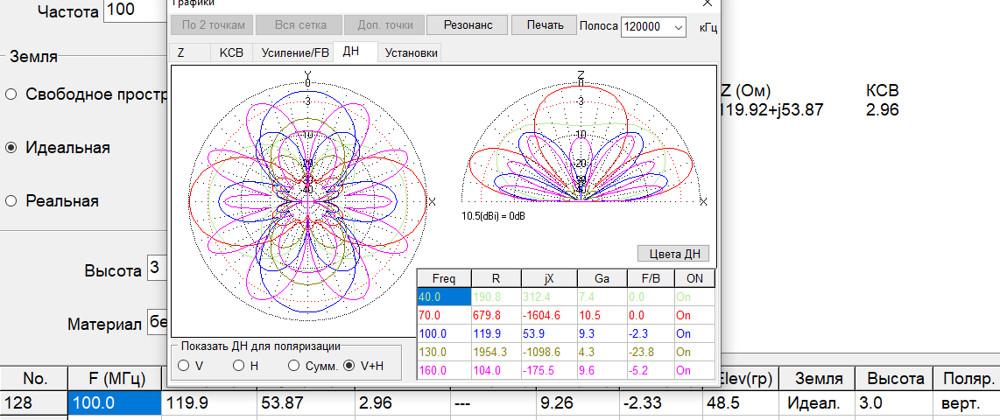 Графики
Частота 100
По 2 точкам Вся сетка Доп. точки Резонанс Печать Полоса 120000 кГц
Z КСВ Усиление/FB ДН Установки
Земля
Свободное простр
Идеальная
Реальная
Высота 3
Материал бе
Z (Ом) КСВ
119.92+j53.87 2.96
Y
0
-3
-10
-20
-30
-40
X
Z
0
-3
-10
-20
-30
-40
X
10.5(dBi) = 0dB
Цвета ДН
Freq R jX Ga F/B ON
40.0 190.8 312.4 7.4 0.0 On
70.0 679.8 -1604.6 10.5 0.0 On
100.0 119.9 53.9 9.3 -2.3 On
130.0 1954.3 -1098.6 4.3 -23.8 On
160.0 104.0 -175.5 9.6 -5.2 On
Показать ДН для поляризации
V H Сумм. V+H
No. F (МГц) Elev(гр) Земля Высота Поляр.
128 100.0 119.9 53.87 2.96 --- 9.26 -2.33 48.5 Идеал. 3.0 верт.